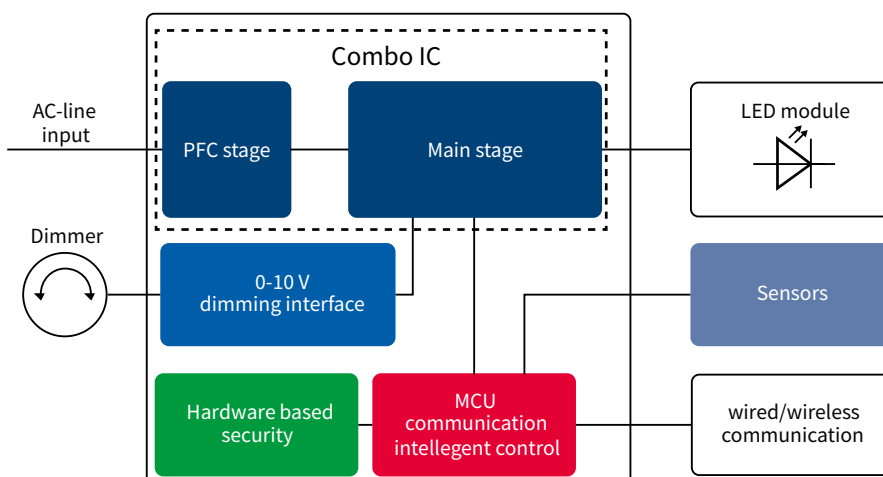 Combo IC
AC-line
input
PFC stage
Main stage
LED module
Dimmer
0-10 V
dimming interface
Sensors
Hardware based
security
MCU
communication
intellegent control
wired/wireless
communication